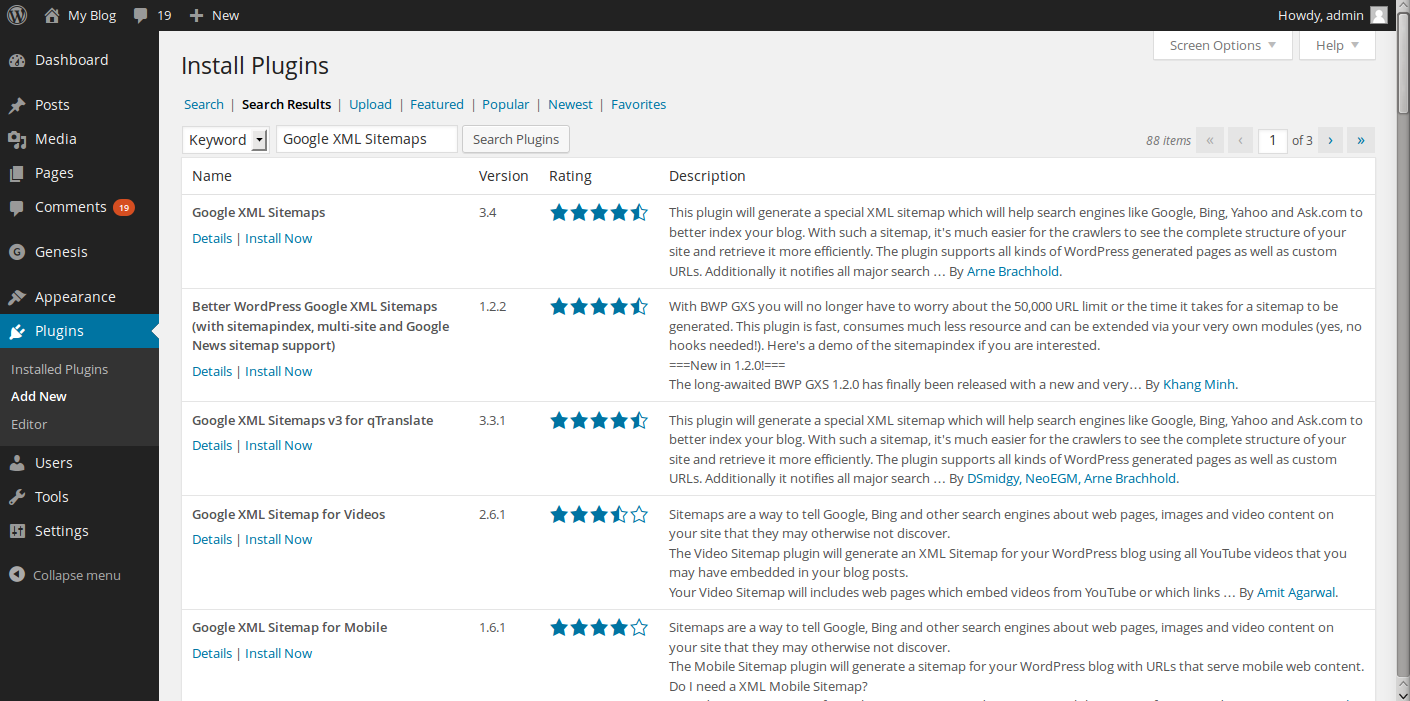 My Blog 19 New Howdy, admin
Screen Options Help
Dashboard
Posts
Media
Pages
Comments 19
Genesis
Appearance
Plugins
Installed Plugins
Add New
Editor
Users
Tools
Settings
Collapse menu
Install Plugins
Search | Search Results | Upload | Featured | Popular | Newest | Favorites
Keyword Google XML Sitemaps Search Plugins 88 items « ‹ 1 of 3 › »
Name Version Rating Description
Google XML Sitemaps
Details | Install Now
3.4
This plugin will generate a special XML sitemap which will help search engines like Google, Bing, Yahoo and Ask.com to
better index your blog. With such a sitemap, it's much easier for the crawlers to see the complete structure of your
site and retrieve it more efficiently. The plugin supports all kinds of WordPress generated pages as well as custom
URLs. Additionally it notifies all major search … By Arne Brachhold.
Better WordPress Google XML Sitemaps
(with sitemapindex, multi-site and Google
News sitemap support)
Details | Install Now
1.2.2
With BWP GXS you will no longer have to worry about the 50,000 URL limit or the time it takes for a sitemap to be
generated. This plugin is fast, consumes much less resource and can be extended via your very own modules (yes, no
hooks needed!). Here's a demo of the sitemapindex if you are interested.
===New in 1.2.0!===
The long-awaited BWP GXS 1.2.0 has finally been released with a new and very… By Khang Minh.
Google XML Sitemaps v3 for qTranslate
Details | Install Now
3.3.1
This plugin will generate a special XML sitemap which will help search engines like Google, Bing, Yahoo and Ask.com to
better index your blog. With such a sitemap, it's much easier for the crawlers to see the complete structure of your
site and retrieve it more efficiently. The plugin supports all kinds of WordPress generated pages as well as custom
URLs. Additionally it notifies all major search … By DSmidgy, NeoEGM, Arne Brachhold.
Google XML Sitemap for Videos
Details | Install Now
2.6.1
Sitemaps are a way to tell Google, Bing and other search engines about web pages, images and video content on
your site that they may otherwise not discover.
The Video Sitemap plugin will generate an XML Sitemap for your WordPress blog using all YouTube videos that you
may have embedded in your blog posts.
Your Video Sitemap will includes web pages which embed videos from YouTube or which links … By Amit Agarwal.
Google XML Sitemap for Mobile
Details | Install Now
1.6.1
Sitemaps are a way to tell Google, Bing and other search engines about web pages, images and video content on
your site that they may otherwise not discover.
The Mobile Sitemap plugin will generate a sitemap for your WordPress blog with URLs that serve mobile web content.
Do I need a XML Mobile Sitemap?